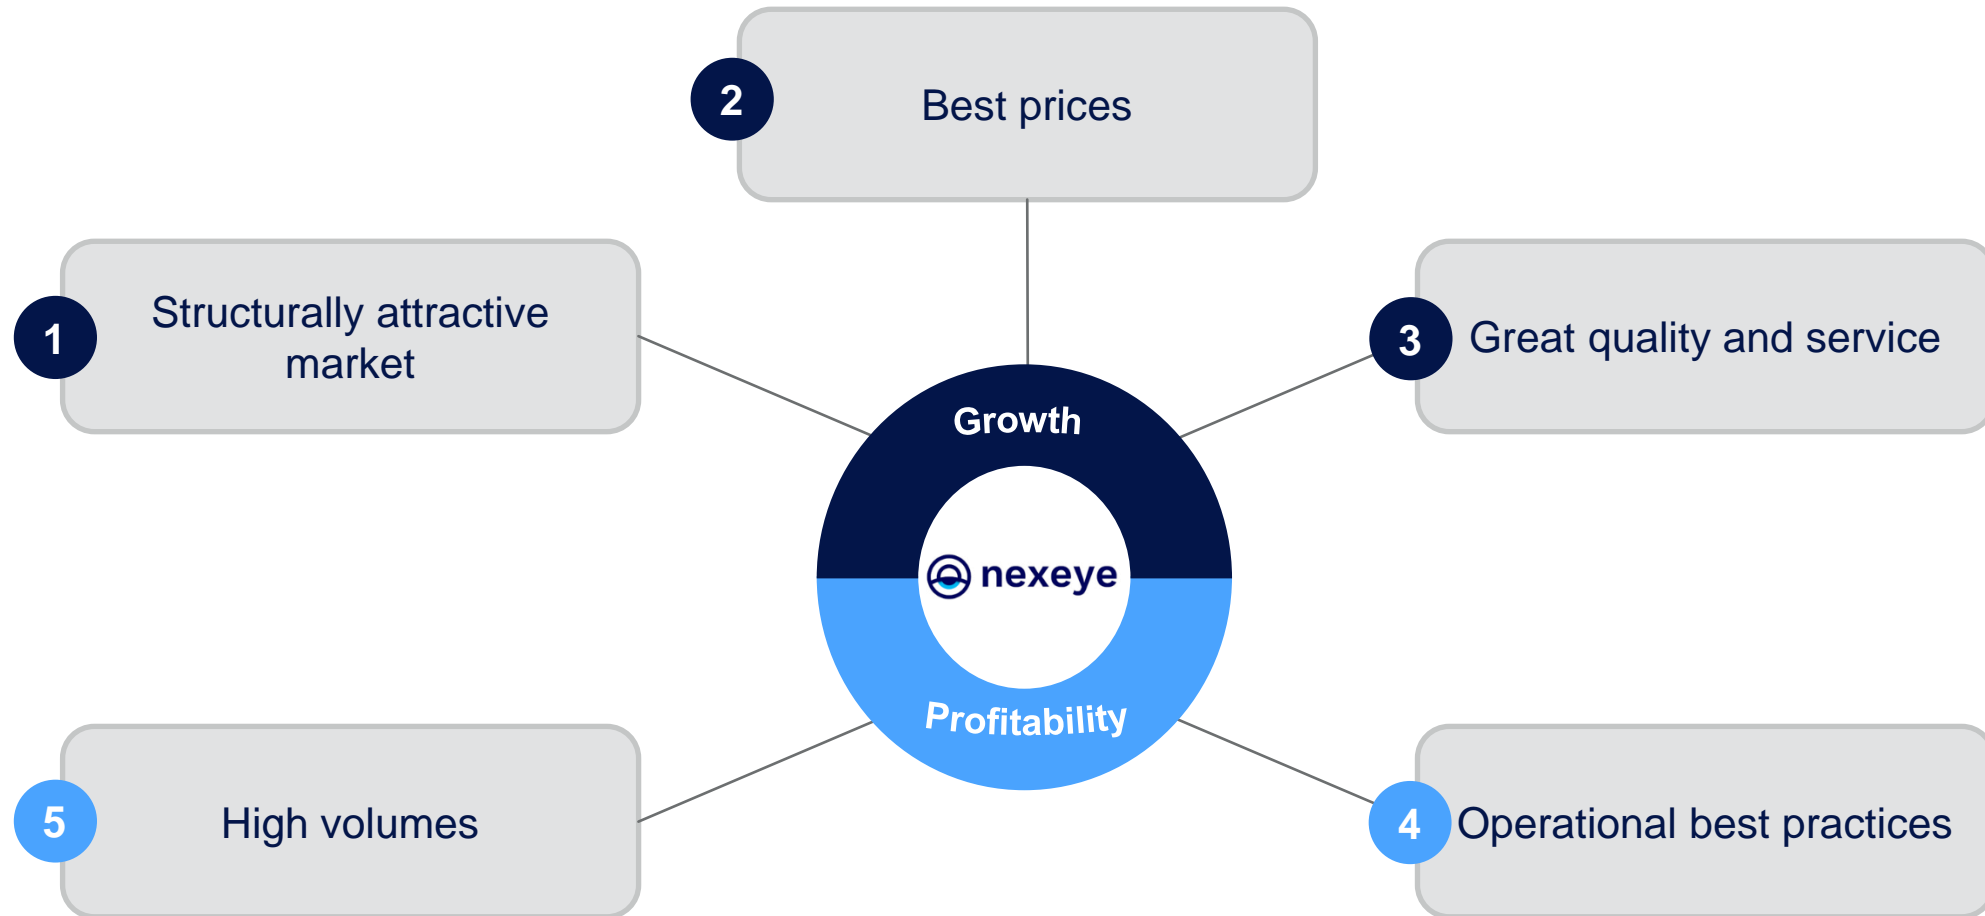 2
Best prices
1
Structurally attractive
market
3
Great quality and service
Growth
nexeye
Profitability
5
High volumes
4
Operational best practices